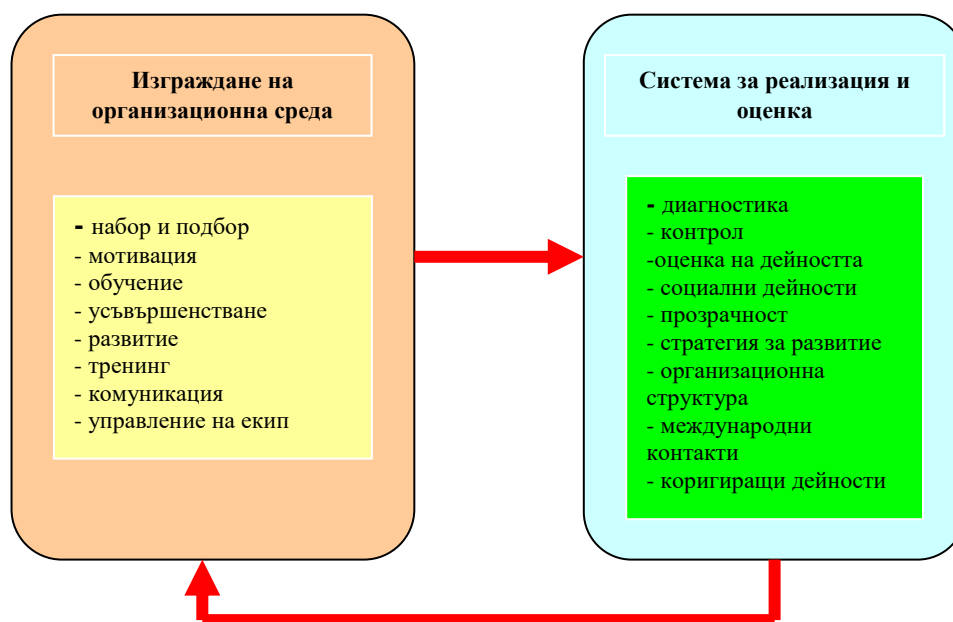 Изграждане на
организационна среда
- набор и подбор
- мотивация
- обучение
- усъвършенстване
- развитие
- тренинг
- комуникация
- управление на екип
Система за реализация и
оценка
- диагностика
- контрол
-оценка на дейността
- социални дейности
- прозрачност
- стратегия за развитие
- организационна
структура
- международни
контакти
- коригиращи дейности